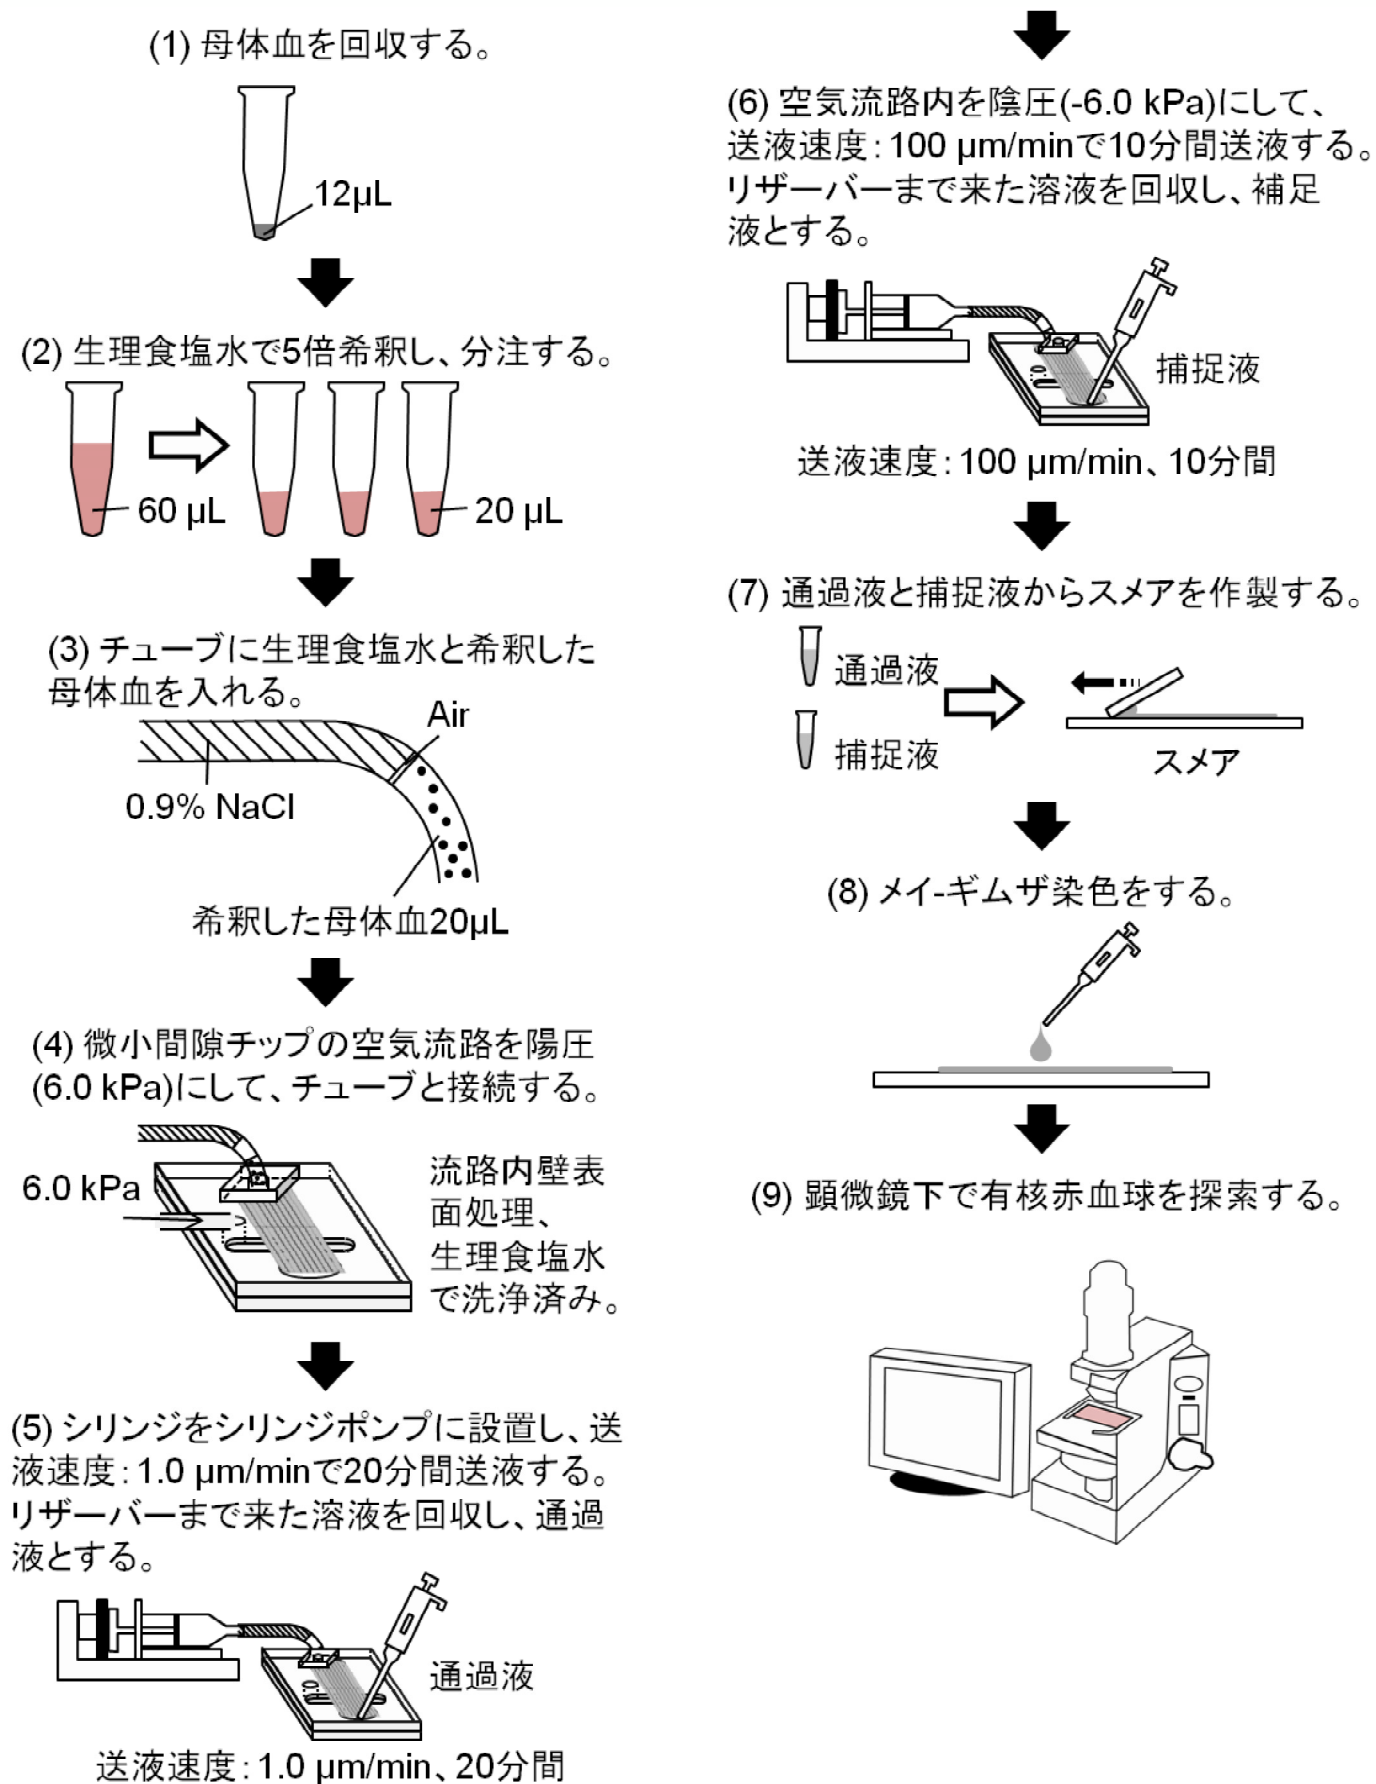 (1) 母体血を回収する。
12µL
(2) 生理食塩水で5倍希釈し、分注する。
60 µL
20 µL
(3) チューブに生理食塩水と希釈した
母体血を入れる。
Air
0.9% NaCl
希釈した母体血20µL
(4) 微小間隙チップの空気流路を陽圧
(6.0 kPa)にして、チューブと接続する。
6.0 kPa
流路内壁表
面処理、
生理食塩水
で洗浄済み。
(5) シリンジをシリンジポンプに設置し、送
液速度：1.0 µm/minで20分間送液する。
リザーバーまで来た溶液を回収し、通過
液とする。
通過液
送液速度：1.0 µm/min、20分間
(6) 空気流路内を陰圧(-6.0 kPa)にして、
送液速度：100 µm/minで10分間送液する。
リザーバーまで来た溶液を回収し、補足
液とする。
捕捉液
送液速度：100 µm/min、10分間
(7) 通過液と捕捉液からスメアを作製する。
通過液
捕捉液
スメア
(8) メイ-ギムザ染色をする。
(9) 顕微鏡下で有核赤血球を探索する。